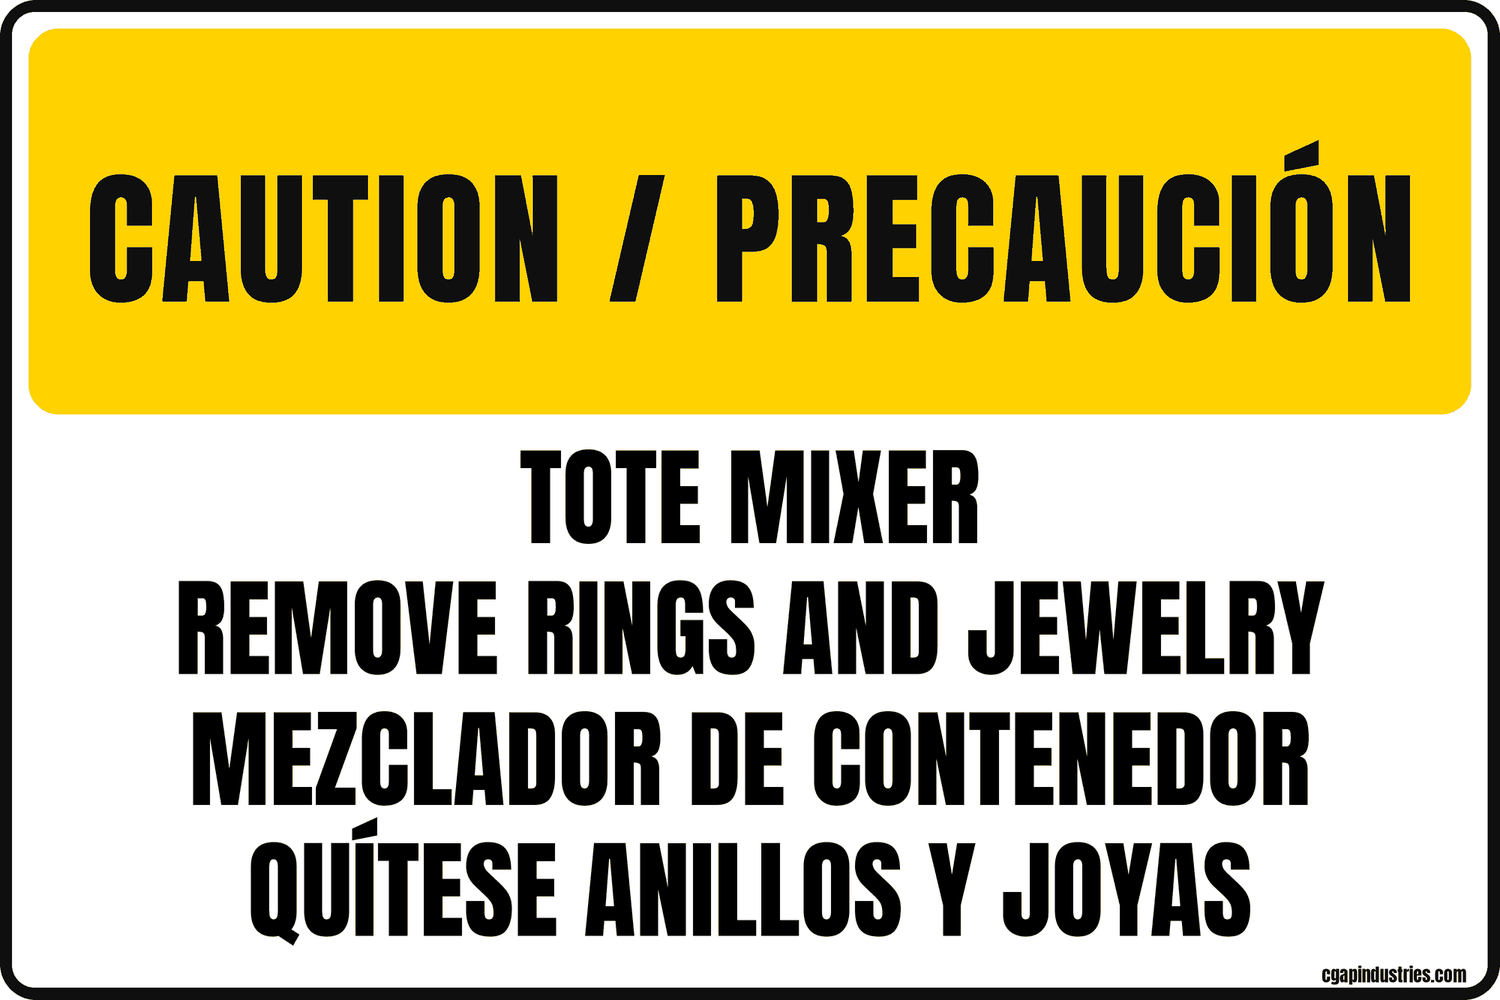 CAUTION / PRECAUCIÓN
TOTE MIXER
REMOVE RINGS AND JEWELRY
MEZCLADOR DE CONTENEDOR
QUÍTESE ANILLOS Y JOYAS
cgapindustries.com